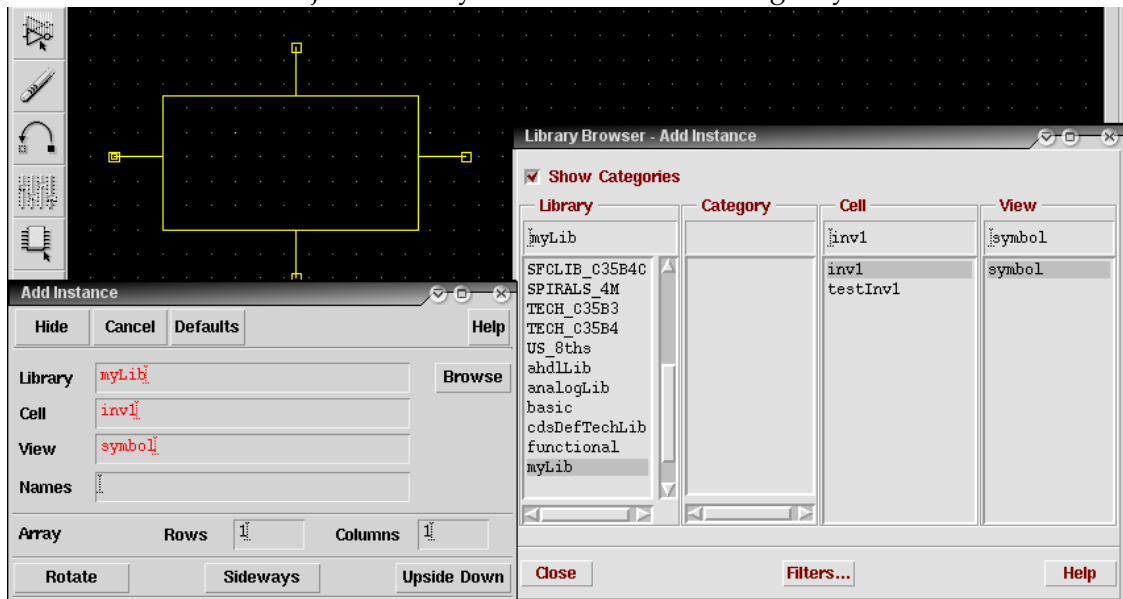 Library Browser - Add Instance
Show Categories
Library
Category
Cell
View
myLib
inv1
symbol
SFCLIB_C35B4C
SPIRALS_4M
TECH_C35B3
TECH_C35B4
US_8ths
ahdlLib
analogLib
basic
cdsDefTechLib
functional
myLib
inv1
testInv1
symbol
Close
Filters...
Help
Add Instance
Hide
Cancel
Defaults
Help
Library
myLib
Browse
Cell
inv1
View
symbol
Names
Array
Rows
1
Columns
1
Rotate
Sideways
Upside Down